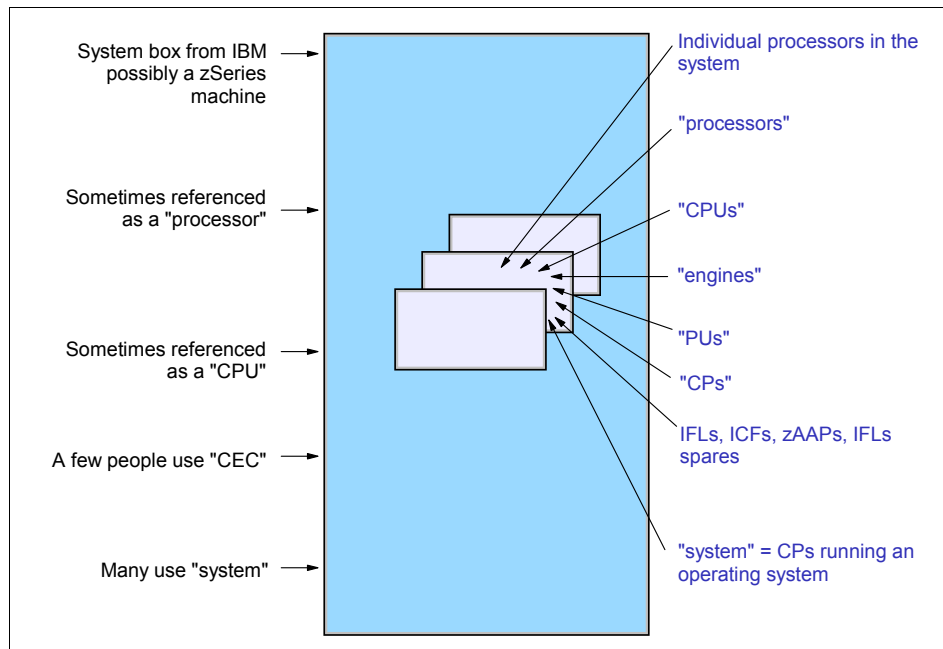 System box from IBM
possibly a zSeries
machine
Sometimes referenced
as a "processor"
Sometimes referenced
as a "CPU"
A few people use "CEC"
Many use "system"
Individual processors in the
system
"processors"
"CPUs"
"engines"
"PUs"
"CPs"
IFLs, ICFs, zAAPs, IFLs
spares
"system" = CPs running an
operating system